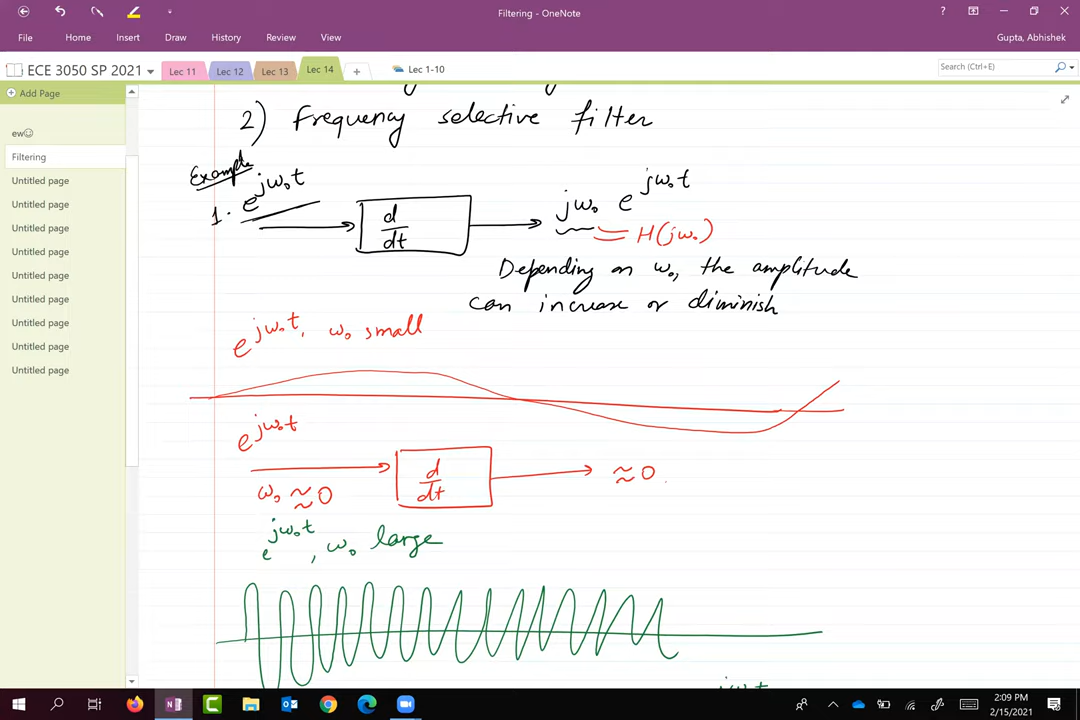 Filtering - OneNote
?
File
Home
Insert
Draw
History
Review
View
Gupta, Abhishek
ECE 3050 SP 2021
Lec 11
Lec 12
Lec 13
Lec 14
+
Lec 1-10
Search (Ctrl+E)
Add Page
ew☺
Filtering
Untitled page
Untitled page
Untitled page
Untitled page
Untitled page
Untitled page
Untitled page
Untitled page
Untitled page
2) Frequency selective filter
Example
1. e^{jω₀t} → d/dt → jω₀ e^{jω₀t}
= H(jω₀)
Depending on ω₀, the amplitude
can increase or diminish
e^{jω₀t}, ω₀ small
e^{jω₀t}
ω₀ ≈ 0 → d/dt → ≈ 0
e^{jω₀t}, ω₀ large
jω₀t
2:09 PM
2/15/2021